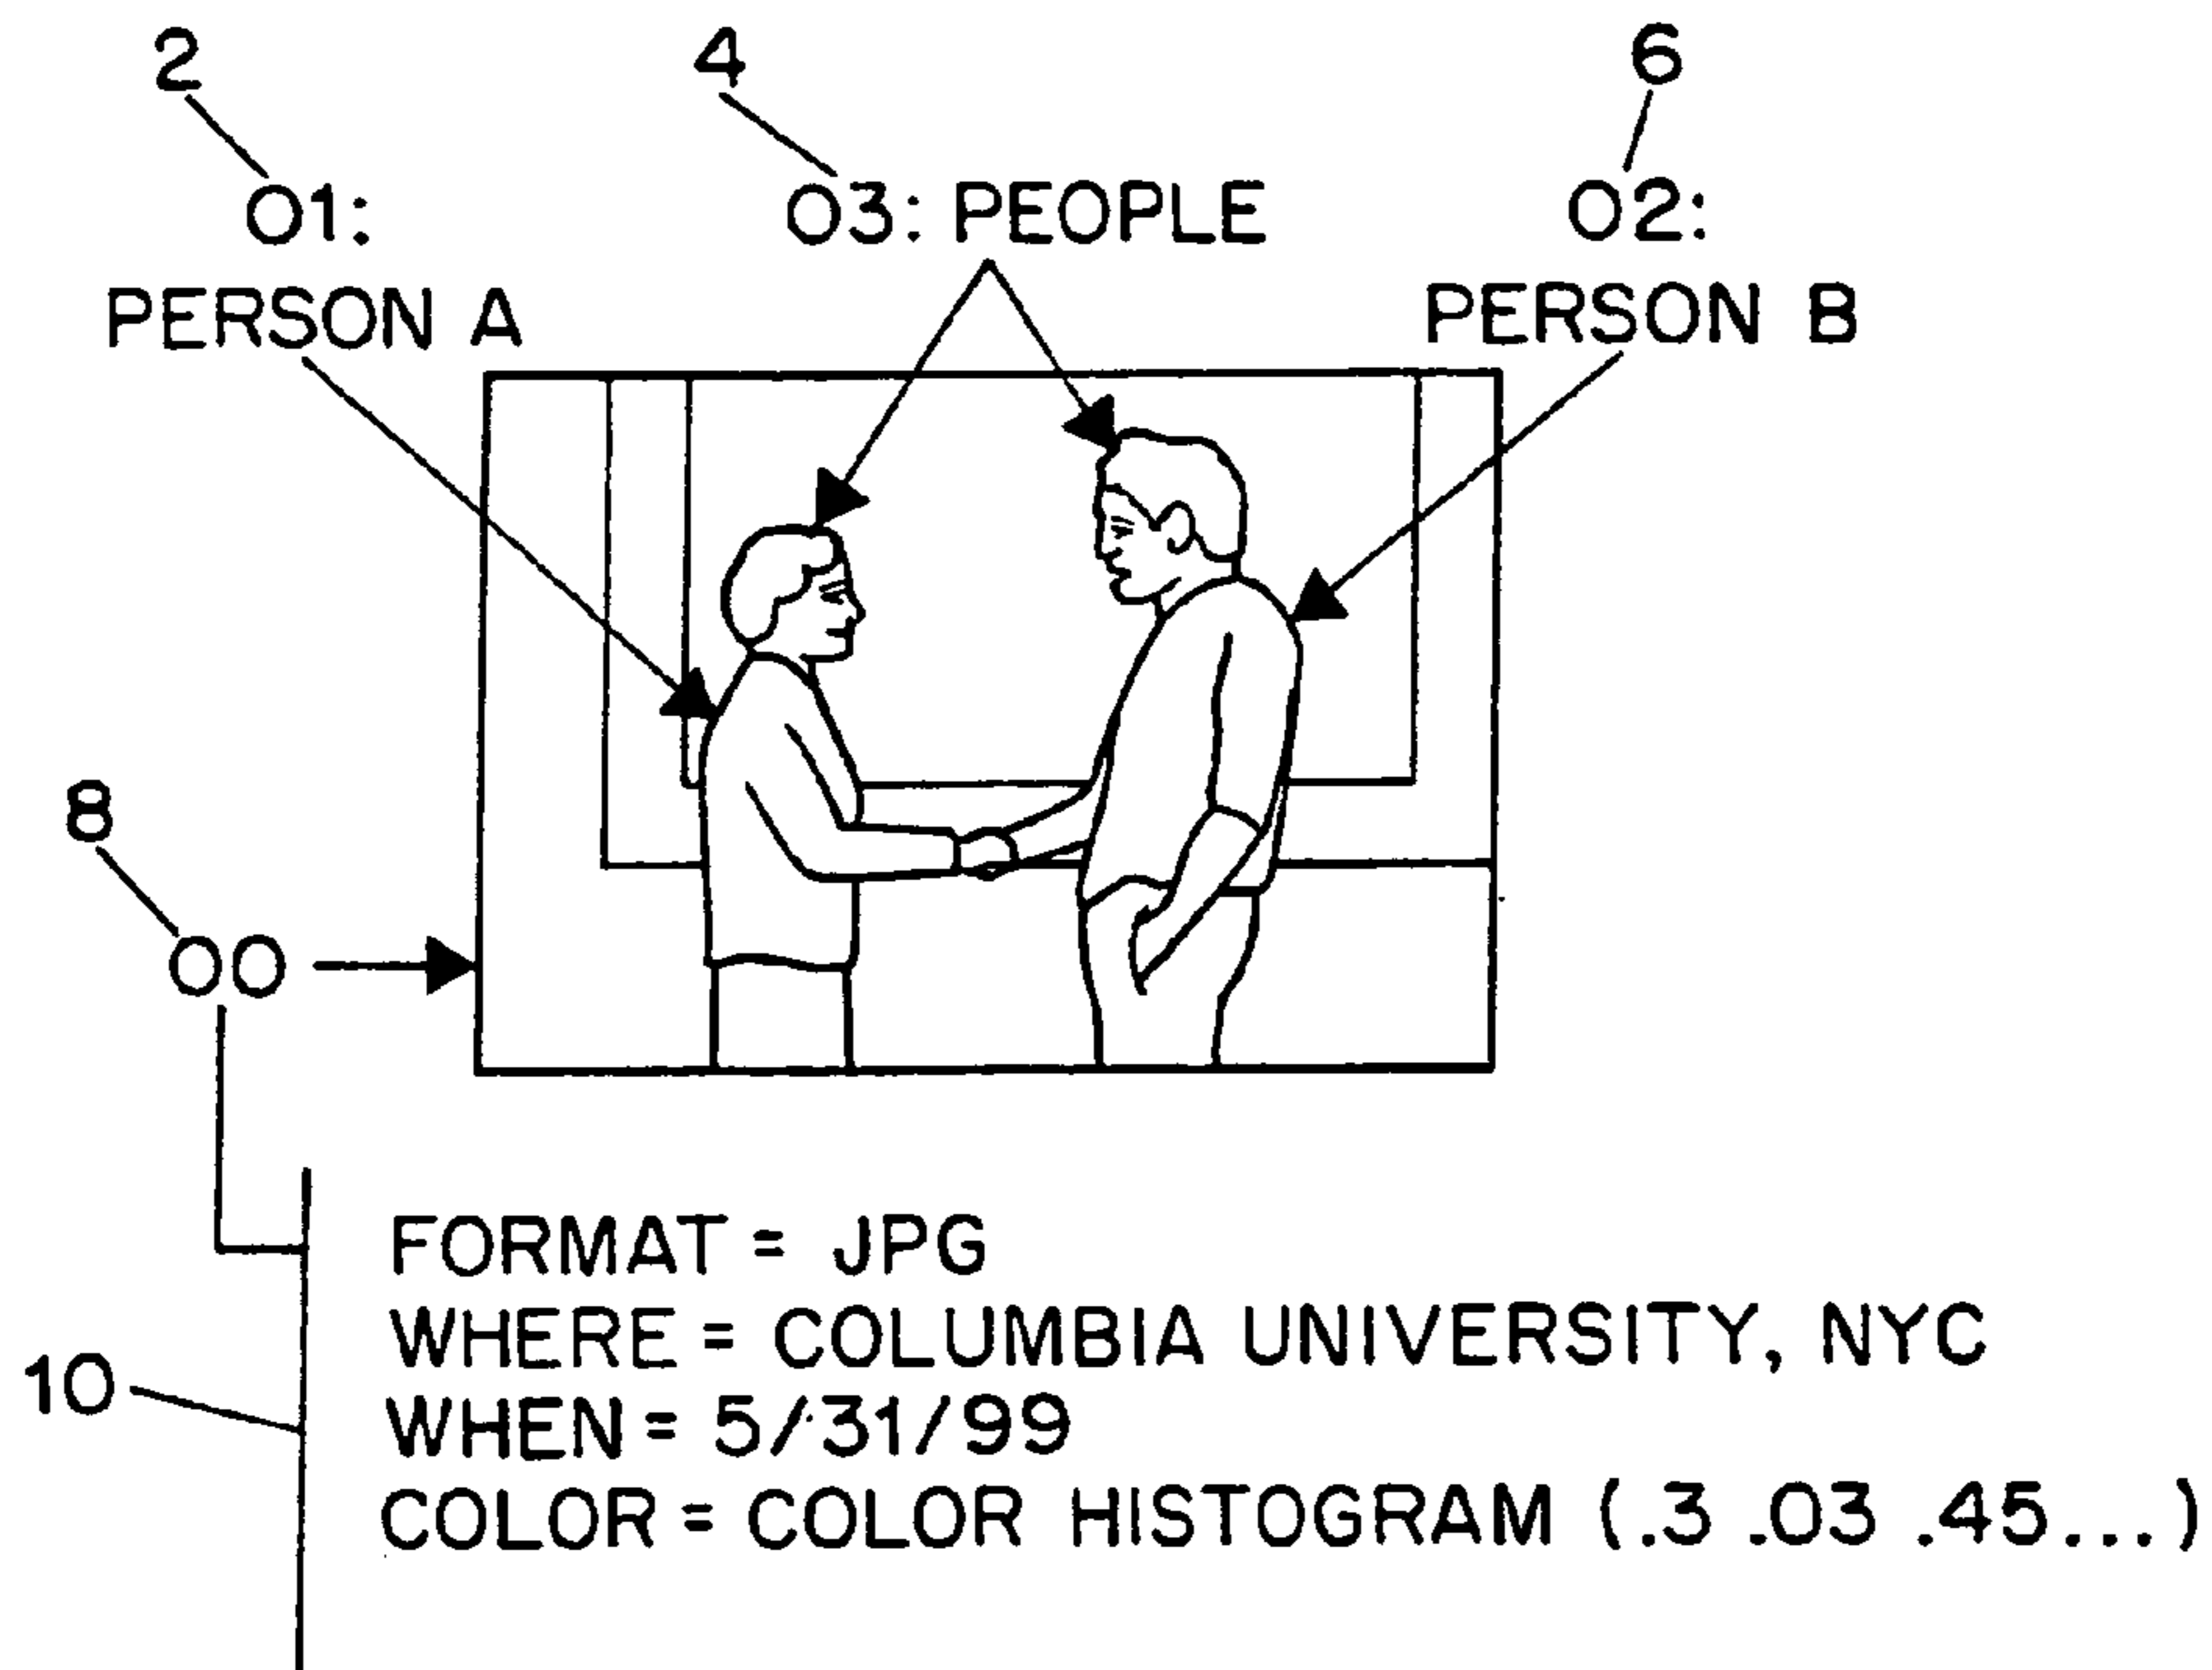 2 4 6
O1: O3: PEOPLE O2:
PERSON A PERSON B
8
OO
FORMAT = JPG
WHERE = COLUMBIA UNIVERSITY, NYC
10
WHEN = 5/31/99
COLOR = COLOR HISTOGRAM (.3 .03 .45...)